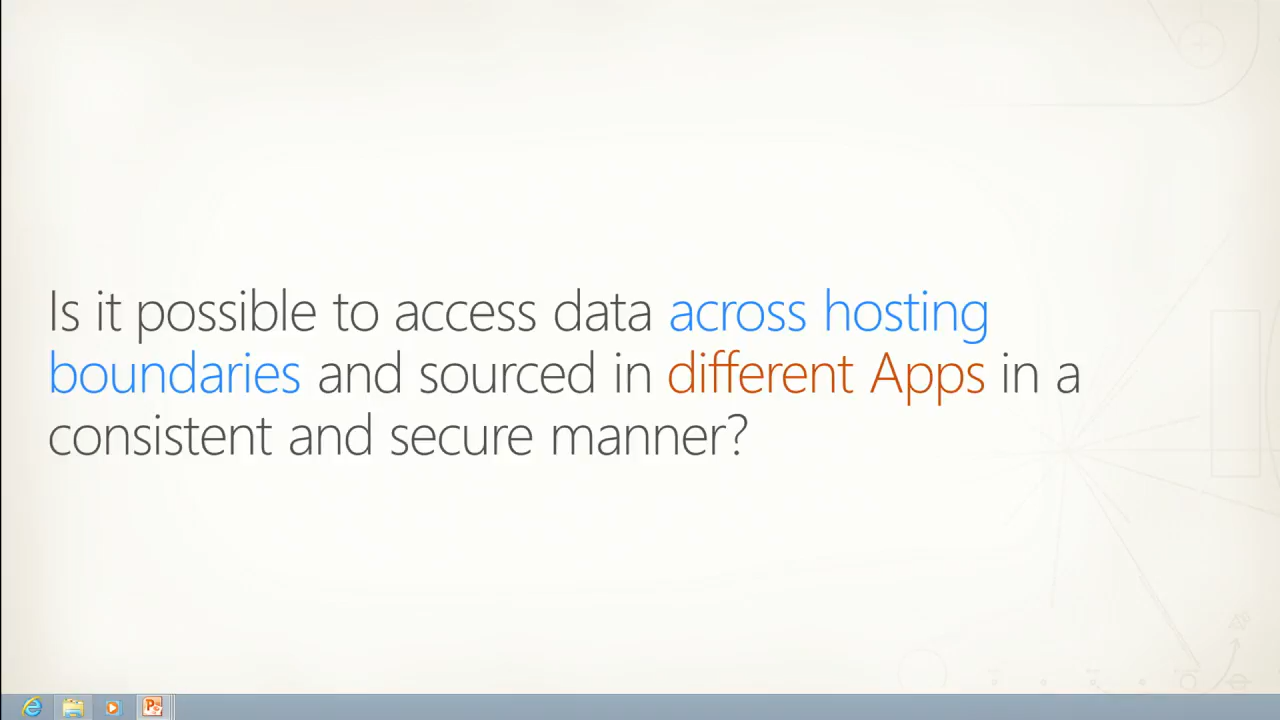 Is it possible to access data across hosting
boundaries and sourced in different Apps in a
consistent and secure manner?